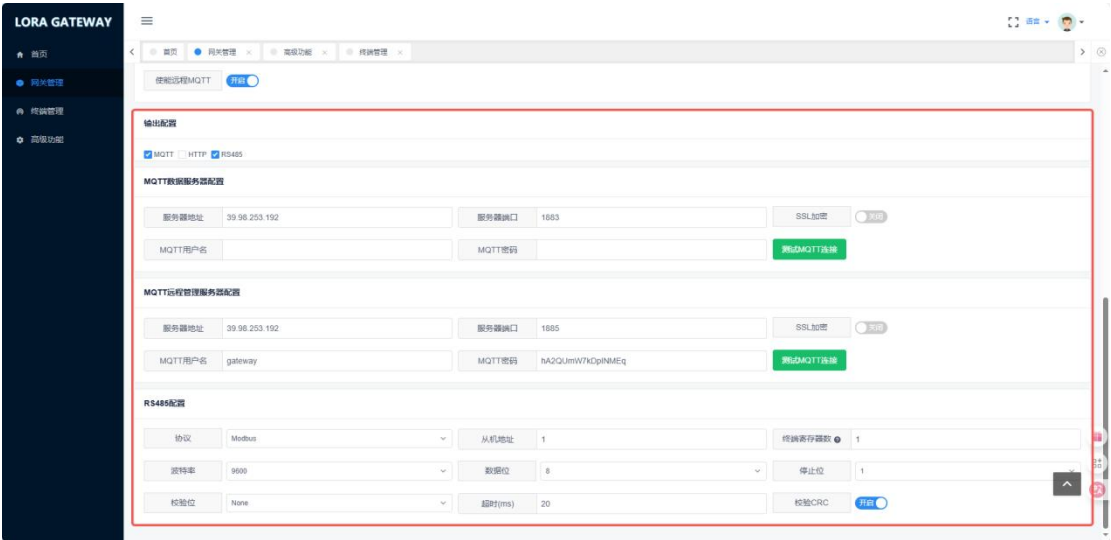 LORA GATEWAY
语言
首页
网关管理
终端管理
高级功能
首页 网关管理 × 高级功能 × 终端管理 ×
使能远程MQTT 开启
输出配置
MQTT HTTP RS485
MQTT数据服务器配置
服务器地址 39.98.253.192 服务器端口 1883 SSL加密 关闭
MQTT用户名 MQTT密码 测试MQTT连接
MQTT远程管理服务器配置
服务器地址 39.98.253.192 服务器端口 1885 SSL加密 关闭
MQTT用户名 gateway MQTT密码 hA2QUmW7kDpINMEq 测试MQTT连接
RS485配置
协议 Modbus 从机地址 1 终端寄存器数 1
波特率 9600 数据位 8 停止位 1
校验位 None 超时(ms) 20 校验CRC 开启